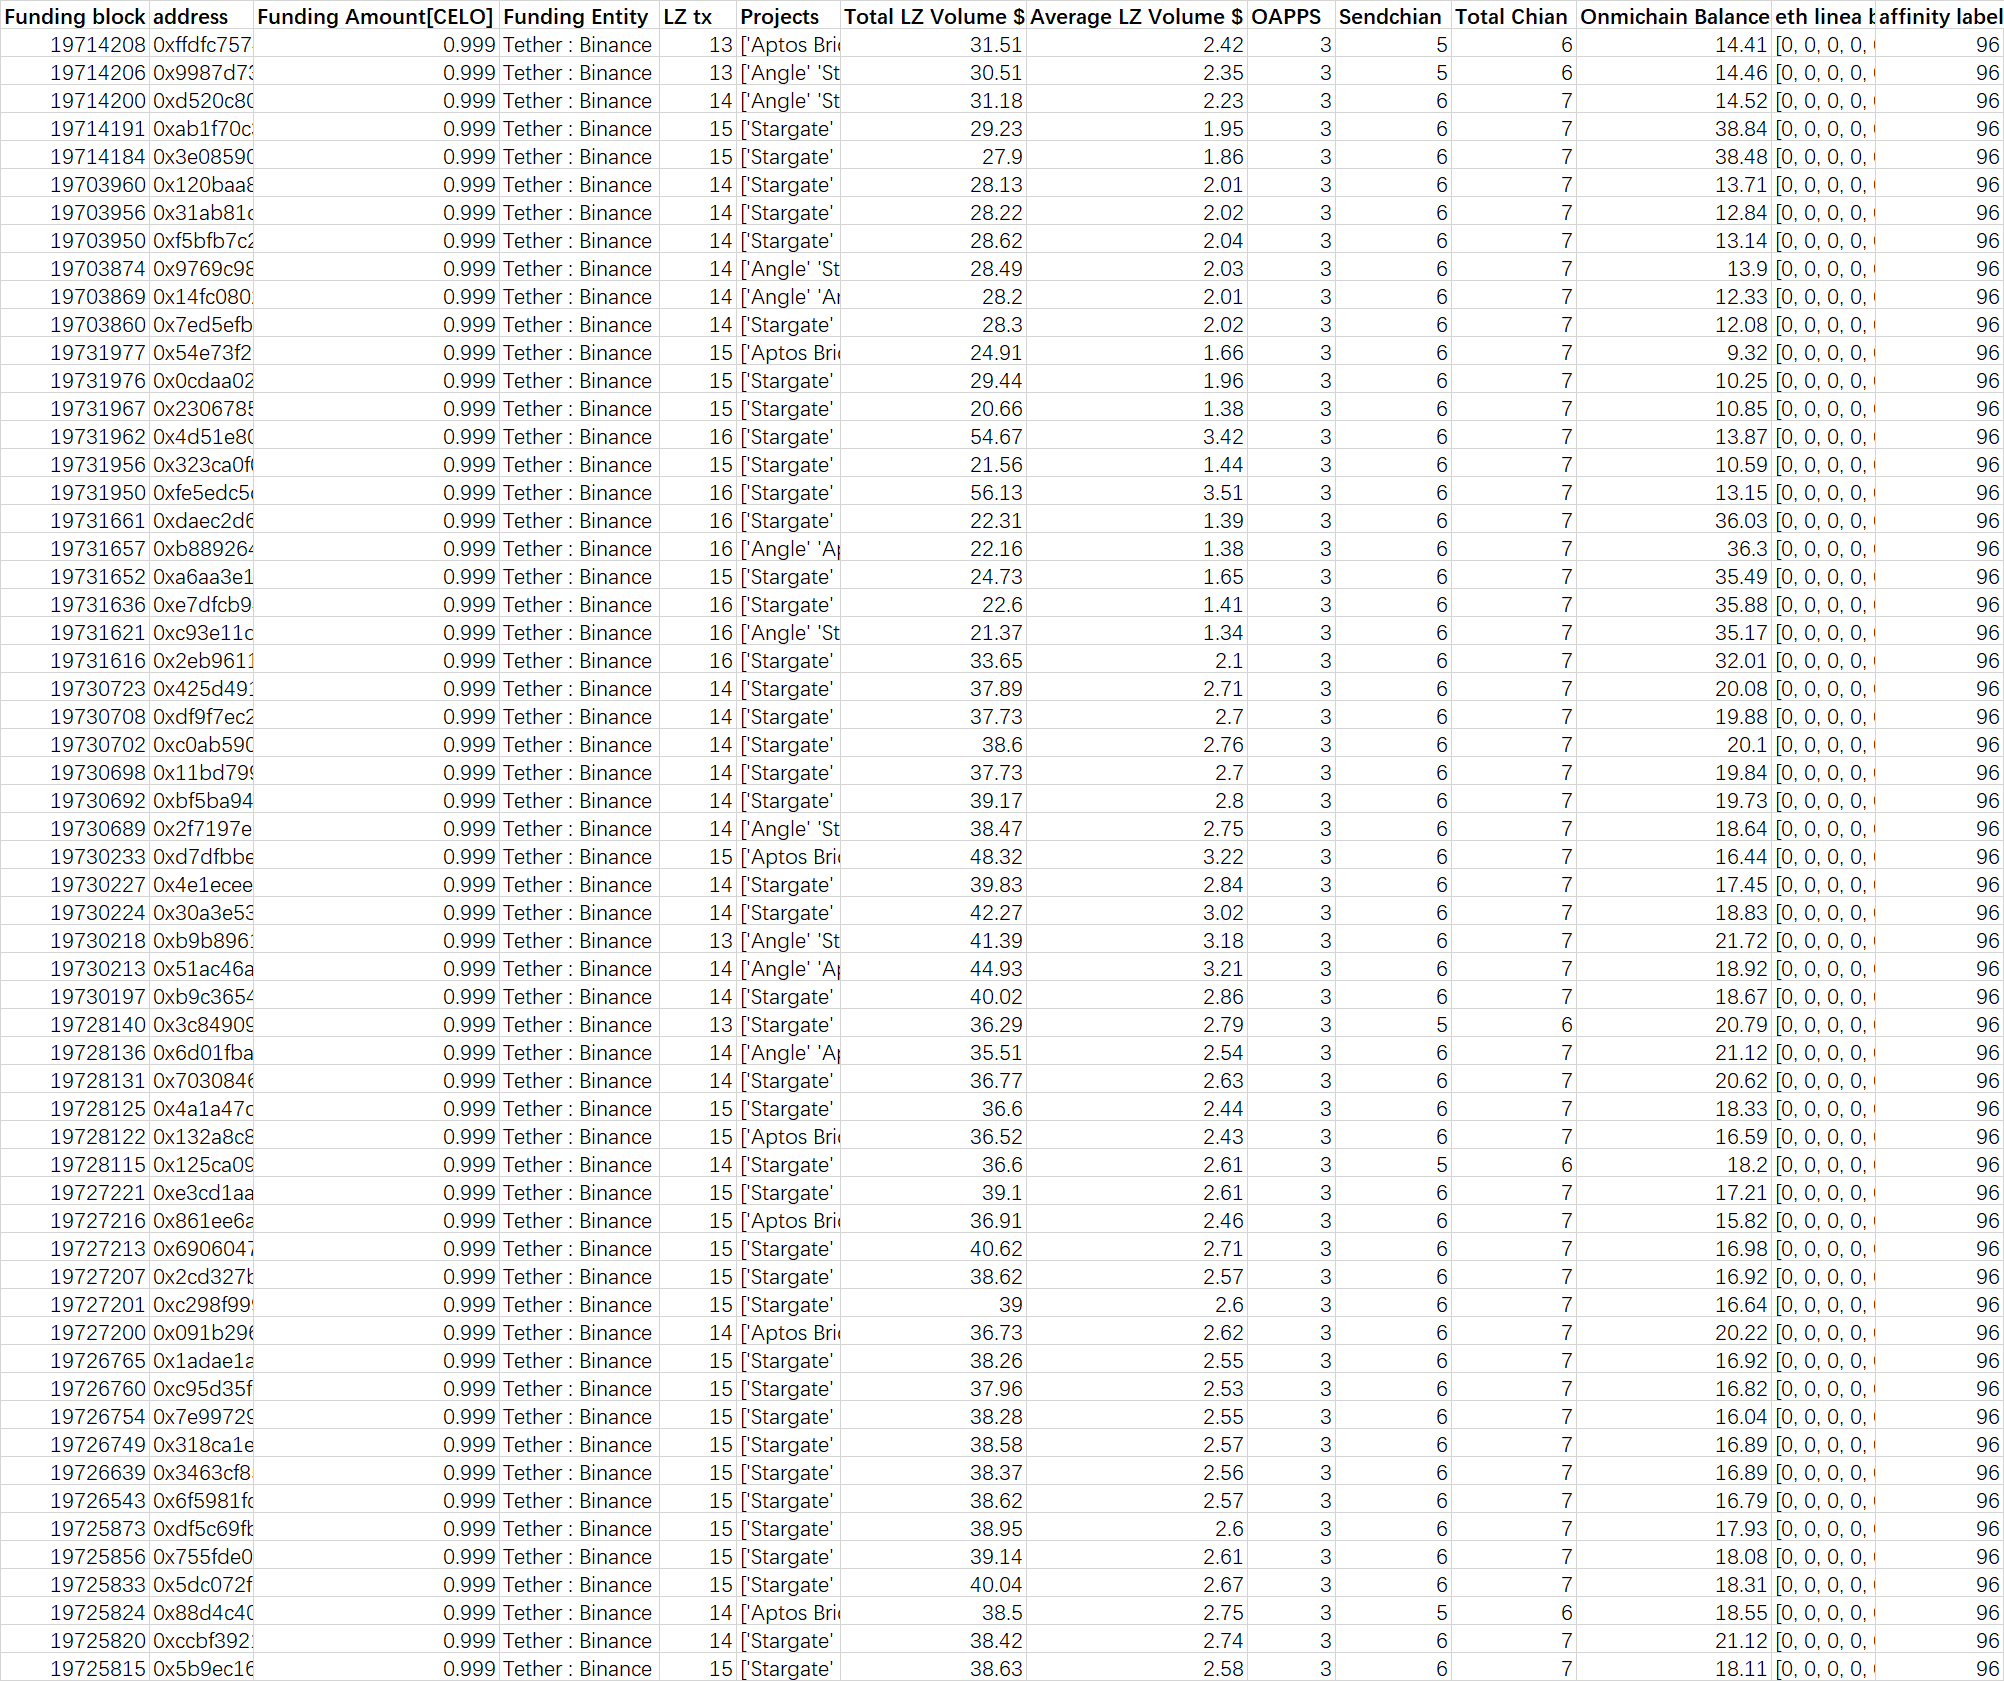 Funding block address Funding Amount[CELO] Funding Entity LZ tx Projects Total LZ Volume $ Average LZ Volume $ OAPPS Sendchian Total Chian Onmichain Balance eth linea b affinity label
19714208 0xffdfc757 0.999 Tether : Binance 13 ['Aptos Bri 31.51 2.42 3 5 6 14.41 [0, 0, 0, 0, 96
19714206 0x9987d73 0.999 Tether : Binance 13 ['Angle' 'St 30.51 2.35 3 5 6 14.46 [0, 0, 0, 0, 96
19714200 0xd520c80 0.999 Tether : Binance 14 ['Angle' 'St 31.18 2.23 3 6 7 14.52 [0, 0, 0, 0, 96
19714191 0xab1f70c 0.999 Tether : Binance 15 ['Stargate' 29.23 1.95 3 6 7 38.84 [0, 0, 0, 0, 96
19714184 0x3e08590 0.999 Tether : Binance 15 ['Stargate' 27.9 1.86 3 6 7 38.48 [0, 0, 0, 0, 96
19703960 0x120baa8 0.999 Tether : Binance 14 ['Stargate' 28.13 2.01 3 6 7 13.71 [0, 0, 0, 0, 96
19703956 0x31ab81c 0.999 Tether : Binance 14 ['Stargate' 28.22 2.02 3 6 7 12.84 [0, 0, 0, 0, 96
19703950 0xf5bfb7c2 0.999 Tether : Binance 14 ['Stargate' 28.62 2.04 3 6 7 13.14 [0, 0, 0, 0, 96
19703874 0x9769c98 0.999 Tether : Binance 14 ['Angle' 'St 28.49 2.03 3 6 7 13.9 [0, 0, 0, 0, 96
19703869 0x14fc080 0.999 Tether : Binance 14 ['Angle' 'Ar 28.2 2.01 3 6 7 12.33 [0, 0, 0, 0, 96
19703860 0x7ed5efb 0.999 Tether : Binance 14 ['Stargate' 28.3 2.02 3 6 7 12.08 [0, 0, 0, 0, 96
19731977 0x54e73f2 0.999 Tether : Binance 15 ['Aptos Bri 24.91 1.66 3 6 7 9.32 [0, 0, 0, 0, 96
19731976 0x0cdaa02 0.999 Tether : Binance 15 ['Stargate' 29.44 1.96 3 6 7 10.25 [0, 0, 0, 0, 96
19731967 0x2306785 0.999 Tether : Binance 15 ['Stargate' 20.66 1.38 3 6 7 10.85 [0, 0, 0, 0, 96
19731962 0x4d51e80 0.999 Tether : Binance 16 ['Stargate' 54.67 3.42 3 6 7 13.87 [0, 0, 0, 0, 96
19731956 0x323ca0f 0.999 Tether : Binance 15 ['Stargate' 21.56 1.44 3 6 7 10.59 [0, 0, 0, 0, 96
19731950 0xfe5edc5 0.999 Tether : Binance 16 ['Stargate' 56.13 3.51 3 6 7 13.15 [0, 0, 0, 0, 96
19731661 0xdaec2d6 0.999 Tether : Binance 16 ['Stargate' 22.31 1.39 3 6 7 36.03 [0, 0, 0, 0, 96
19731657 0xb889264 0.999 Tether : Binance 16 ['Angle' 'Ap 22.16 1.38 3 6 7 36.3 [0, 0, 0, 0, 96
19731652 0xa6aa3e1 0.999 Tether : Binance 15 ['Stargate' 24.73 1.65 3 6 7 35.49 [0, 0, 0, 0, 96
19731636 0xe7dfcb9 0.999 Tether : Binance 16 ['Stargate' 22.6 1.41 3 6 7 35.88 [0, 0, 0, 0, 96
19731621 0xc93e11c 0.999 Tether : Binance 16 ['Angle' 'St 21.37 1.34 3 6 7 35.17 [0, 0, 0, 0, 96
19731616 0x2eb9611 0.999 Tether : Binance 16 ['Stargate' 33.65 2.1 3 6 7 32.01 [0, 0, 0, 0, 96
19730723 0x425d491 0.999 Tether : Binance 14 ['Stargate' 37.89 2.71 3 6 7 20.08 [0, 0, 0, 0, 96
19730708 0xdf9f7ec2 0.999 Tether : Binance 14 ['Stargate' 37.73 2.7 3 6 7 19.88 [0, 0, 0, 0, 96
19730702 0xc0ab590 0.999 Tether : Binance 14 ['Stargate' 38.6 2.76 3 6 7 20.1 [0, 0, 0, 0, 96
19730698 0x11bd799 0.999 Tether : Binance 14 ['Stargate' 37.73 2.7 3 6 7 19.84 [0, 0, 0, 0, 96
19730692 0xbf5ba94 0.999 Tether : Binance 14 ['Stargate' 39.17 2.8 3 6 7 19.73 [0, 0, 0, 0, 96
19730689 0x2f7197e 0.999 Tether : Binance 14 ['Angle' 'St 38.47 2.75 3 6 7 18.64 [0, 0, 0, 0, 96
19730233 0xd7dfbbe 0.999 Tether : Binance 15 ['Aptos Bri 48.32 3.22 3 6 7 16.44 [0, 0, 0, 0, 96
19730227 0x4e1ecee 0.999 Tether : Binance 14 ['Stargate' 39.83 2.84 3 6 7 17.45 [0, 0, 0, 0, 96
19730224 0x30a3e53 0.999 Tether : Binance 14 ['Stargate' 42.27 3.02 3 6 7 18.83 [0, 0, 0, 0, 96
19730218 0xb9b8961 0.999 Tether : Binance 13 ['Angle' 'St 41.39 3.18 3 6 7 21.72 [0, 0, 0, 0, 96
19730213 0x51ac46a 0.999 Tether : Binance 14 ['Angle' 'Ap 44.93 3.21 3 6 7 18.92 [0, 0, 0, 0, 96
19730197 0xb9c3654 0.999 Tether : Binance 14 ['Stargate' 40.02 2.86 3 6 7 18.67 [0, 0, 0, 0, 96
19728140 0x3c84909 0.999 Tether : Binance 13 ['Stargate' 36.29 2.79 3 5 6 20.79 [0, 0, 0, 0, 96
19728136 0x6d01fba 0.999 Tether : Binance 14 ['Angle' 'Ap 35.51 2.54 3 6 7 21.12 [0, 0, 0, 0, 96
19728131 0x7030846 0.999 Tether : Binance 14 ['Stargate' 36.77 2.63 3 6 7 20.62 [0, 0, 0, 0, 96
19728125 0x4a1a47c 0.999 Tether : Binance 15 ['Stargate' 36.6 2.44 3 6 7 18.33 [0, 0, 0, 0, 96
19728122 0x132a8c8 0.999 Tether : Binance 15 ['Aptos Bri 36.52 2.43 3 6 7 16.59 [0, 0, 0, 0, 96
19728115 0x125ca09 0.999 Tether : Binance 14 ['Stargate' 36.6 2.61 3 5 6 18.2 [0, 0, 0, 0, 96
19727221 0xe3cd1aa 0.999 Tether : Binance 15 ['Stargate' 39.1 2.61 3 6 7 17.21 [0, 0, 0, 0, 96
19727216 0x861ee6a 0.999 Tether : Binance 15 ['Aptos Bri 36.91 2.46 3 6 7 15.82 [0, 0, 0, 0, 96
19727213 0x6906047 0.999 Tether : Binance 15 ['Stargate' 40.62 2.71 3 6 7 16.98 [0, 0, 0, 0, 96
19727207 0x2cd327b 0.999 Tether : Binance 15 ['Stargate' 38.62 2.57 3 6 7 16.92 [0, 0, 0, 0, 96
19727201 0xc298f99 0.999 Tether : Binance 15 ['Stargate' 39 2.6 3 6 7 16.64 [0, 0, 0, 0, 96
19727200 0x091b296 0.999 Tether : Binance 14 ['Aptos Bri 36.73 2.62 3 6 7 20.22 [0, 0, 0, 0, 96
19726765 0x1adae1a 0.999 Tether : Binance 15 ['Stargate' 38.26 2.55 3 6 7 16.92 [0, 0, 0, 0, 96
19726760 0xc95d35f 0.999 Tether : Binance 15 ['Stargate' 37.96 2.53 3 6 7 16.82 [0, 0, 0, 0, 96
19726754 0x7e99729 0.999 Tether : Binance 15 ['Stargate' 38.28 2.55 3 6 7 16.04 [0, 0, 0, 0, 96
19726749 0x318ca1e 0.999 Tether : Binance 15 ['Stargate' 38.58 2.57 3 6 7 16.89 [0, 0, 0, 0, 96
19726639 0x3463cf8 0.999 Tether : Binance 15 ['Stargate' 38.37 2.56 3 6 7 16.89 [0, 0, 0, 0, 96
19726543 0x6f5981fc 0.999 Tether : Binance 15 ['Stargate' 38.62 2.57 3 6 7 16.79 [0, 0, 0, 0, 96
19725873 0xdf5c69fb 0.999 Tether : Binance 15 ['Stargate' 38.95 2.6 3 6 7 17.93 [0, 0, 0, 0, 96
19725856 0x755fde0 0.999 Tether : Binance 15 ['Stargate' 39.14 2.61 3 6 7 18.08 [0, 0, 0, 0, 96
19725833 0x5dc072f 0.999 Tether : Binance 15 ['Stargate' 40.04 2.67 3 6 7 18.31 [0, 0, 0, 0, 96
19725824 0x88d4c40 0.999 Tether : Binance 14 ['Aptos Bri 38.5 2.75 3 5 6 18.55 [0, 0, 0, 0, 96
19725820 0xccbf392 0.999 Tether : Binance 14 ['Stargate' 38.42 2.74 3 6 7 21.12 [0, 0, 0, 0, 96
19725815 0x5b9ec16 0.999 Tether : Binance 15 ['Stargate' 38.63 2.58 3 6 7 18.11 [0, 0, 0, 0, 96